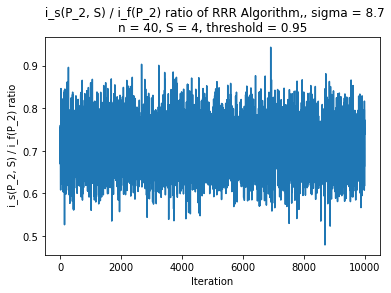 i_s(P_2, S) / i_f(P_2) ratio of RRR Algorithm,, sigma = 8.7
n = 40, S = 4, threshold = 0.95
i_s(P_2, S) / i_f(P_2) ratio
0.9
0.8
0.7
0.6
0.5
0
2000
4000
6000
8000
10000
Iteration